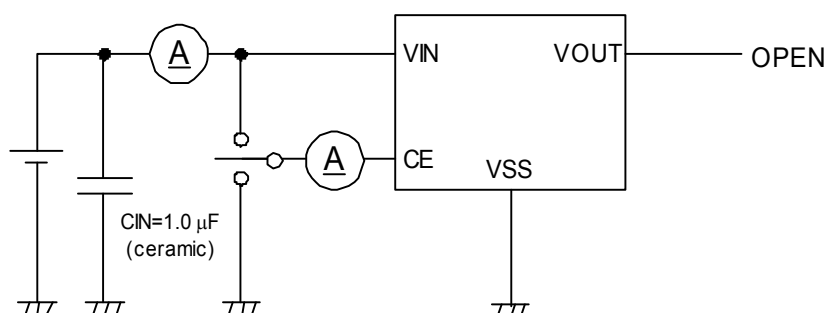 A
VIN
VOUT
OPEN
A
CE
VSS
CIN=1.0 μF
(ceramic)